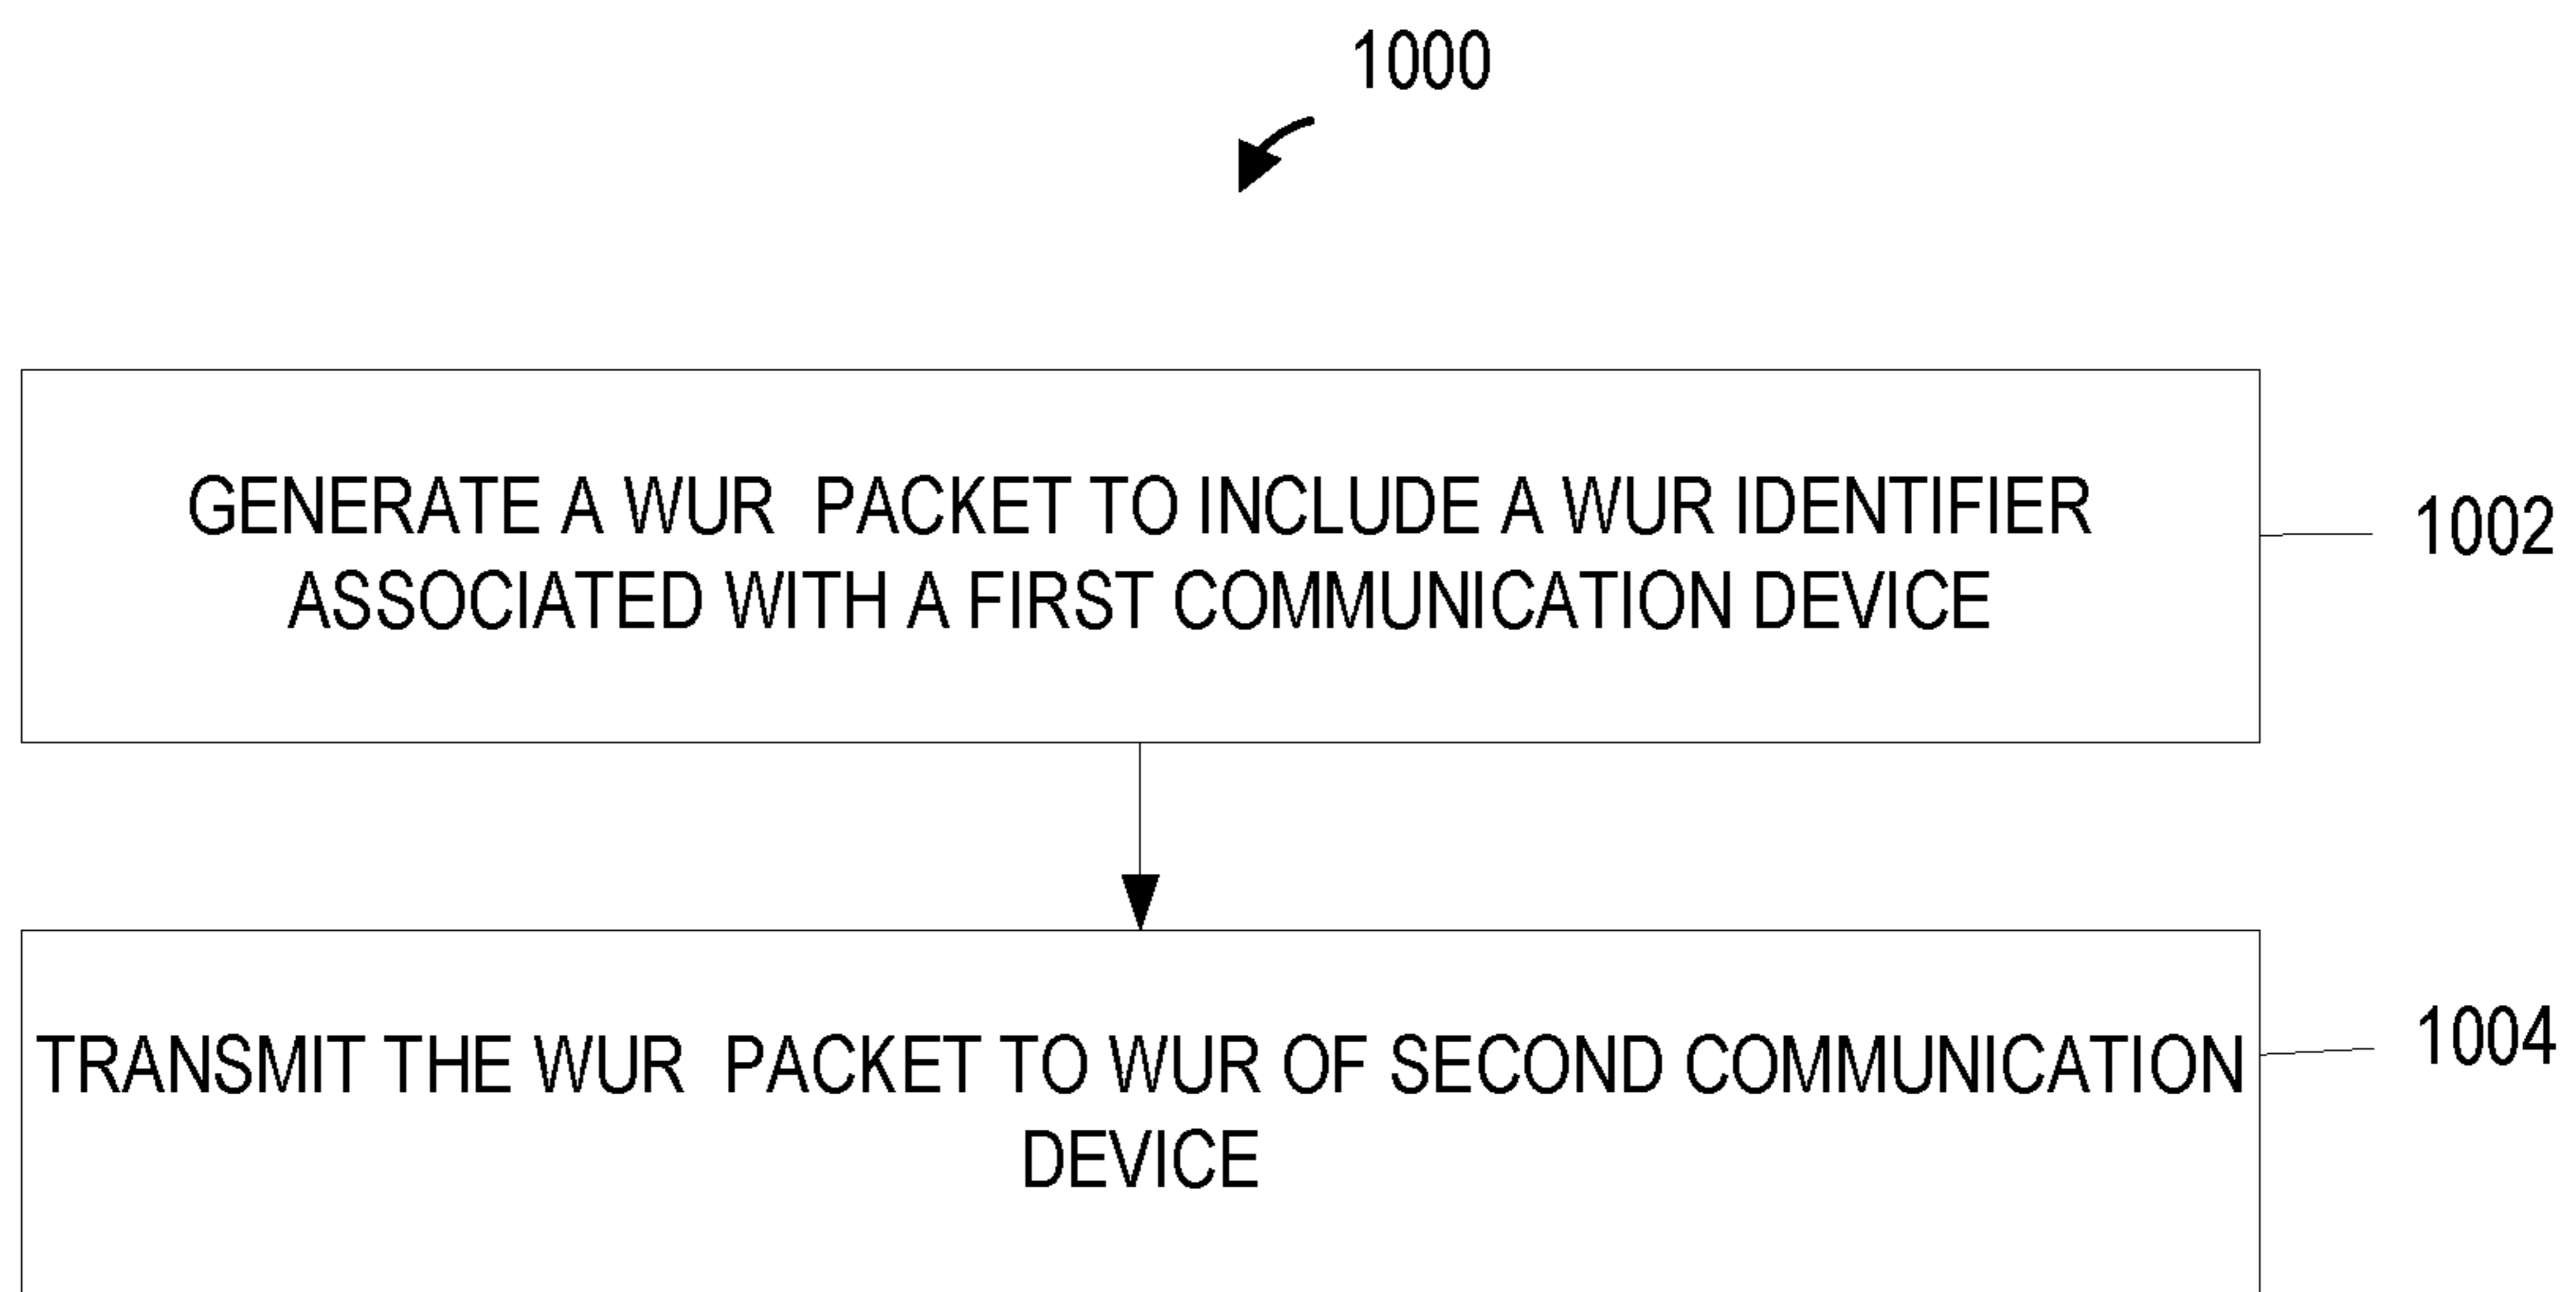 1000
GENERATE A WUR PACKET TO INCLUDE A WUR IDENTIFIER
ASSOCIATED WITH A FIRST COMMUNICATION DEVICE
1002
TRANSMIT THE WUR PACKET TO WUR OF SECOND COMMUNICATION
DEVICE
1004